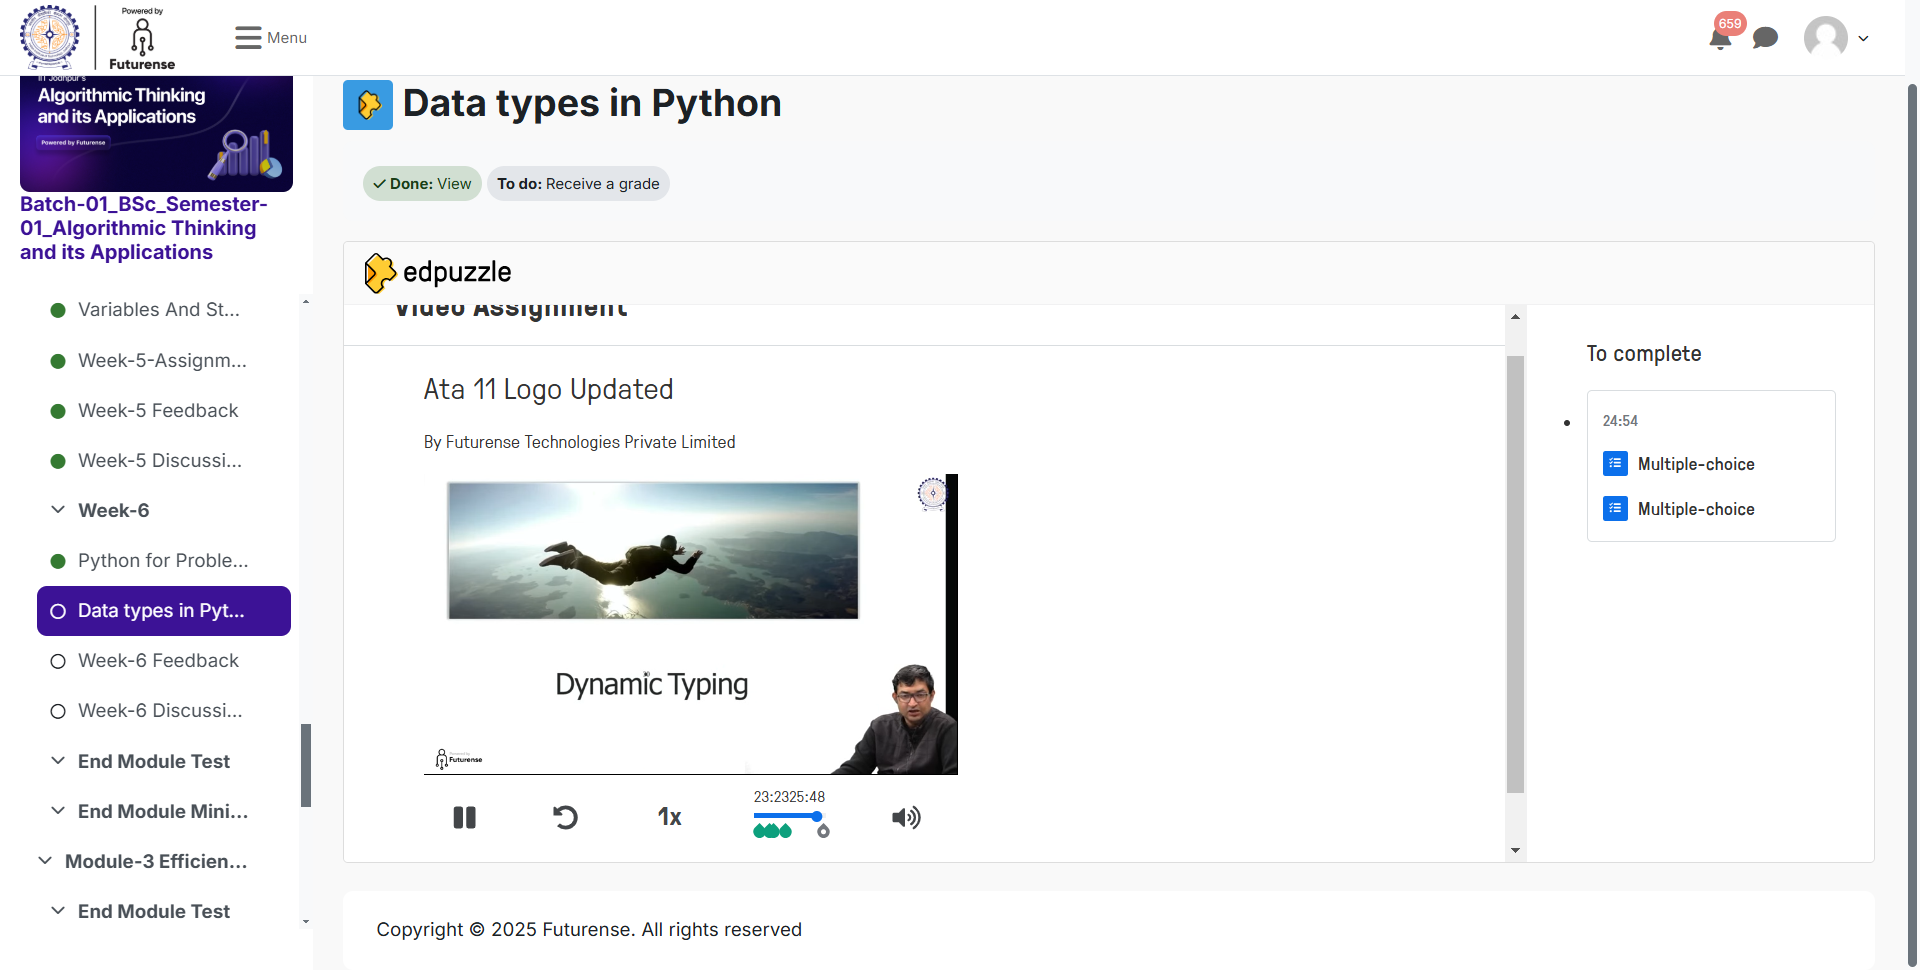 Powered by
Futurense
Menu
659
IIT Jodhpur's
Algorithmic Thinking
and its Applications
Powered by Futurense
Batch-01_BSc_Semester-
01_Algorithmic Thinking
and its Applications
Variables And St...
Week-5-Assignm...
Week-5 Feedback
Week-5 Discussi...
Week-6
Python for Proble...
Data types in Pyt...
Week-6 Feedback
Week-6 Discussi...
End Module Test
End Module Mini...
Module-3 Efficien...
End Module Test
Data types in Python
Done: View
To do: Receive a grade
edpuzzle
Video Assignment
Ata 11 Logo Updated
By Futurense Technologies Private Limited
Dynamic Typing
Powered by
Futurense
1x
23:2325:48
To complete
24:54
Multiple-choice
Multiple-choice
Copyright © 2025 Futurense. All rights reserved